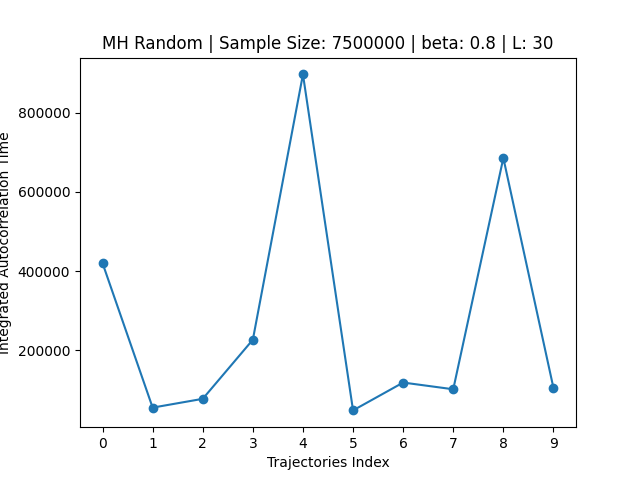 MH Random | Sample Size: 7500000 | beta: 0.8 | L: 30
Integrated Autocorrelation Time
800000
600000
400000
200000
0 1 2 3 4 5 6 7 8 9
Trajectories Index